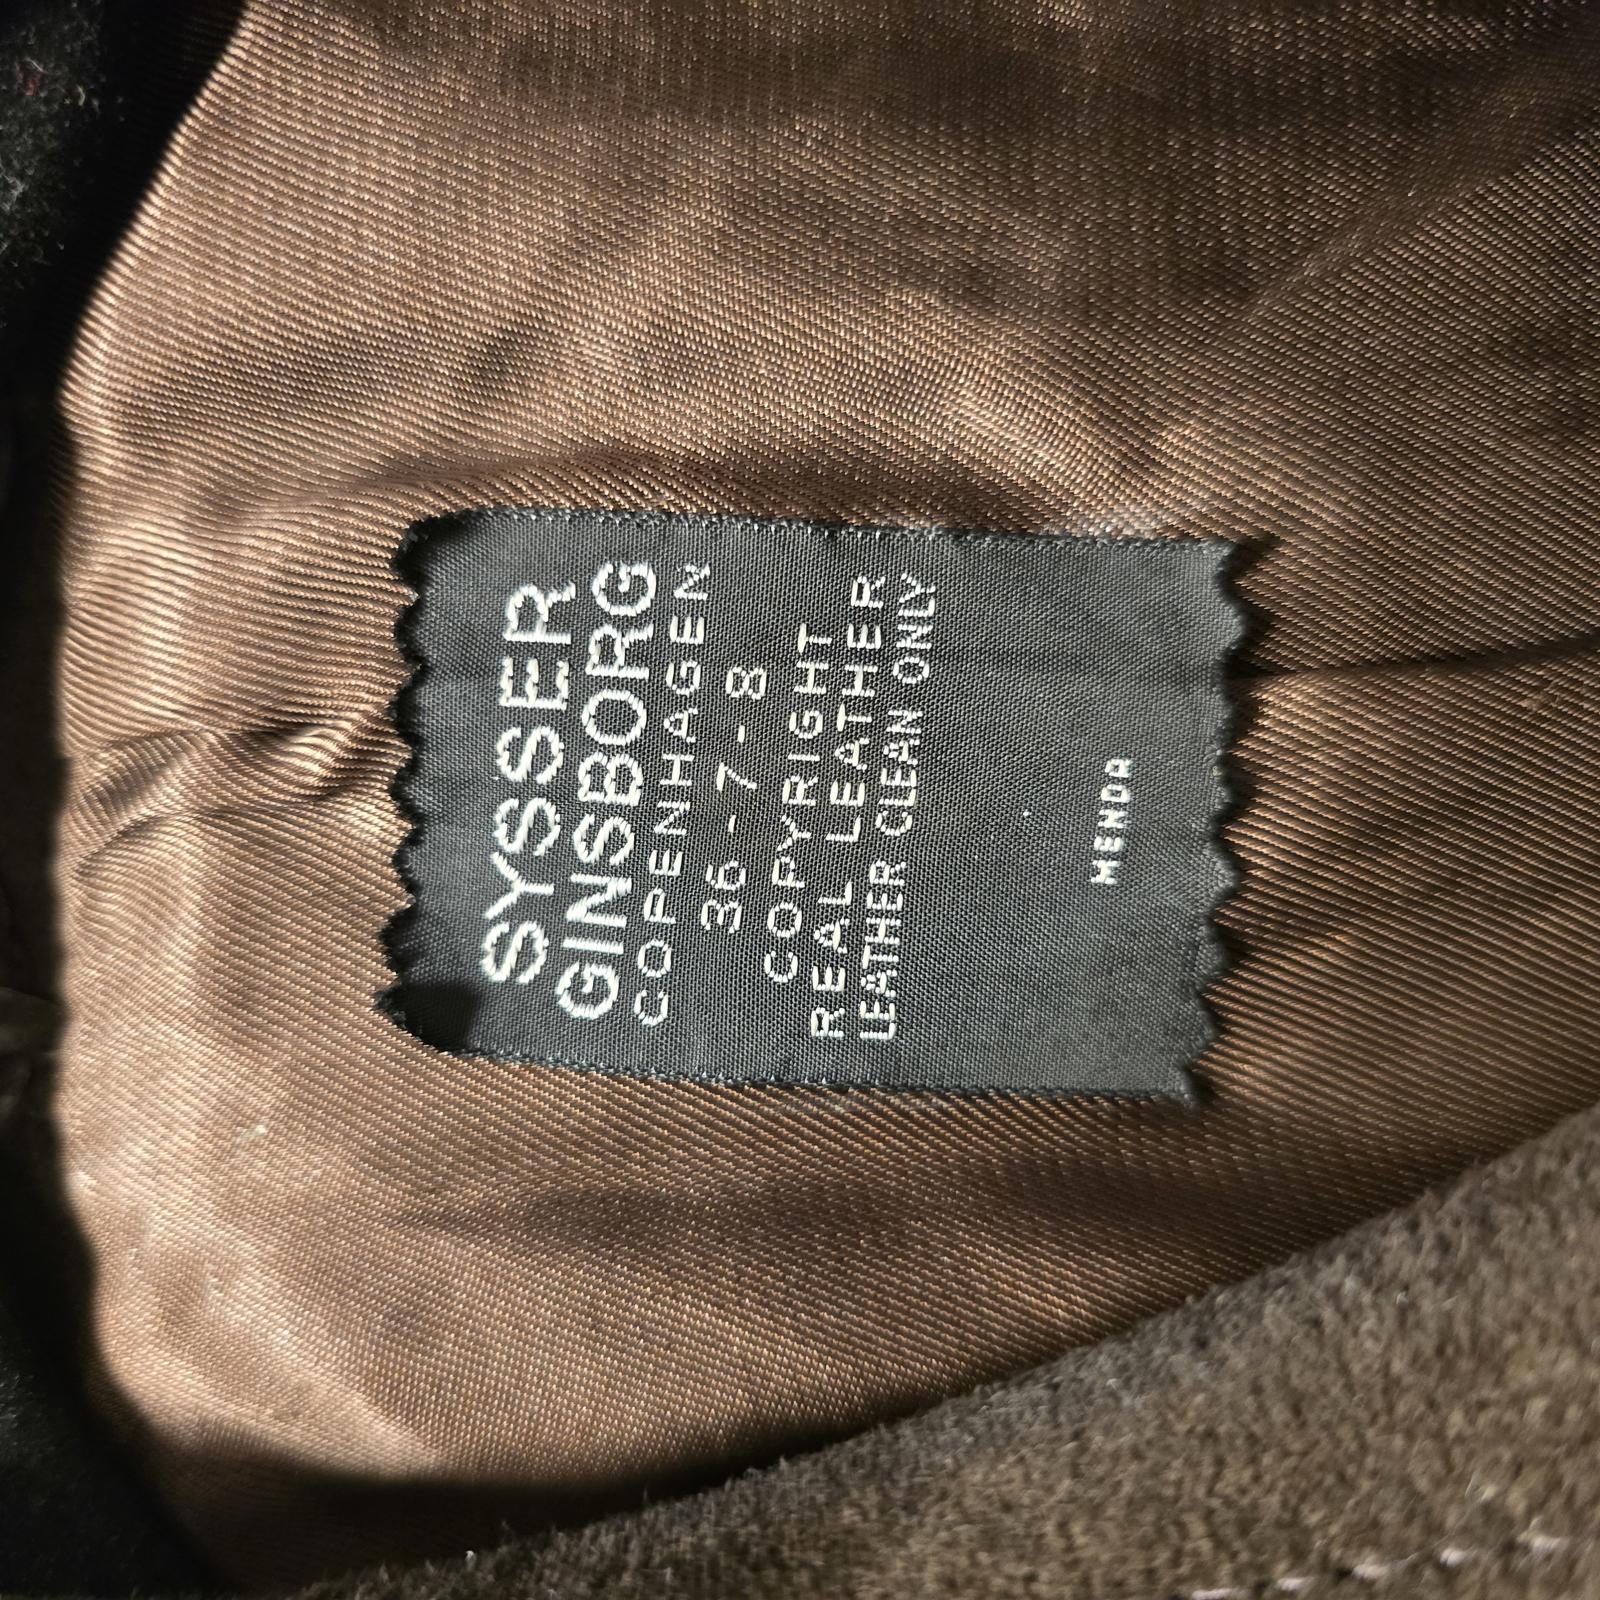 SYSSER
GINSBORG
COPENHAGEN
36-7-8
COPYRIGHT
REAL LEATHER
LEATHER CLEAN ONLY
MENDA